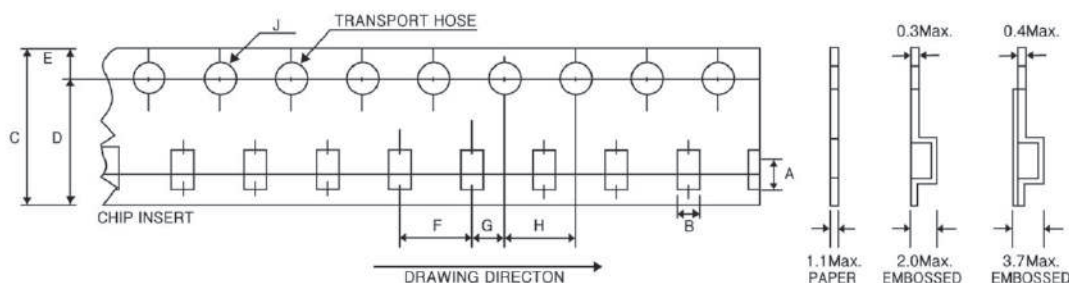 J
TRANSPORT HOSE
E
C
D
A
B
CHIP INSERT
F
G
H
DRAWING DIRECTON
0.3Max.
0.4Max.
1.1Max.
PAPER
2.0Max.
EMBOSSED
3.7Max.
EMBOSSED